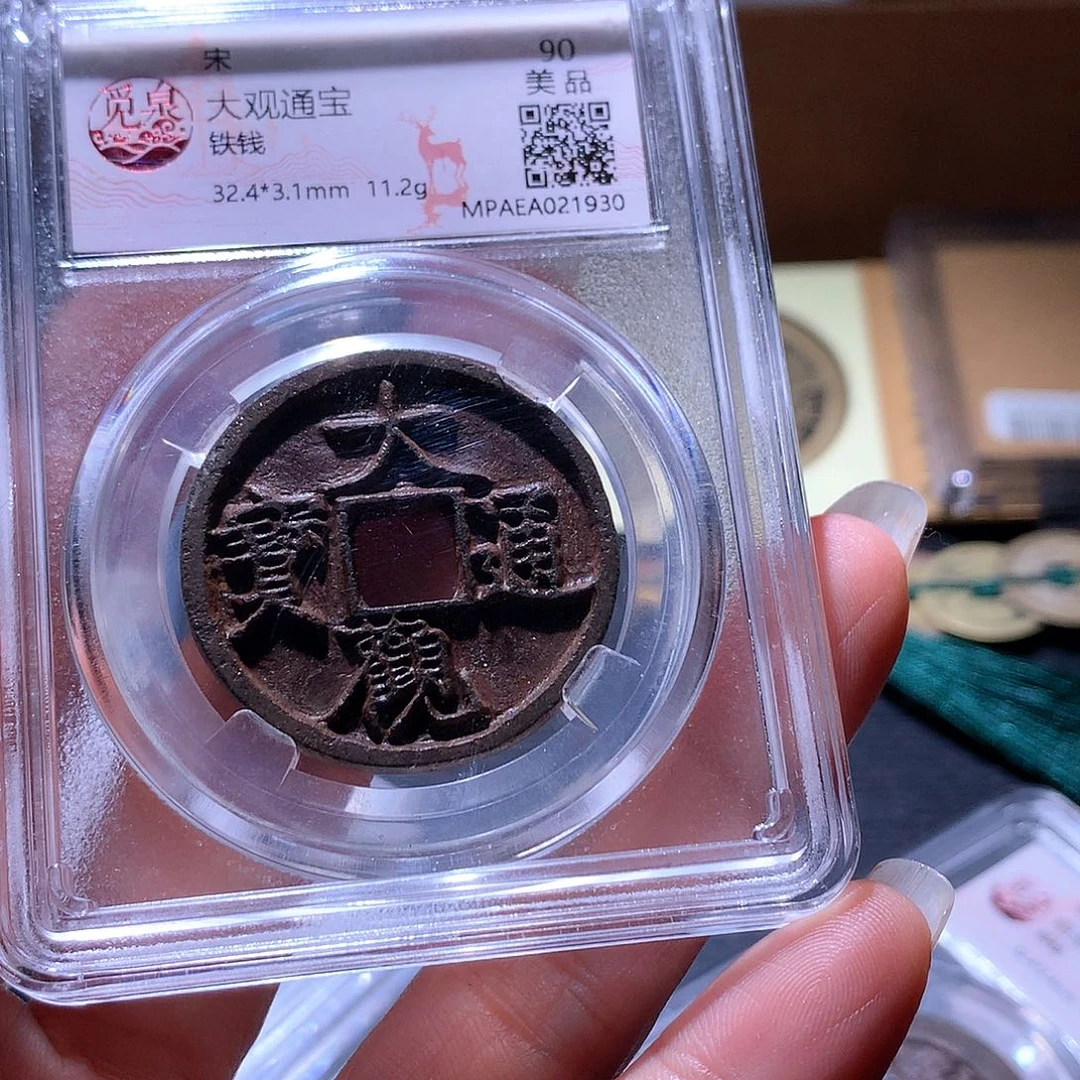 宋
大观通宝
铁钱
32.4*3.1mm 11.2g
觅泉
90
美品
MPAEA021930
大
觀
通
寶